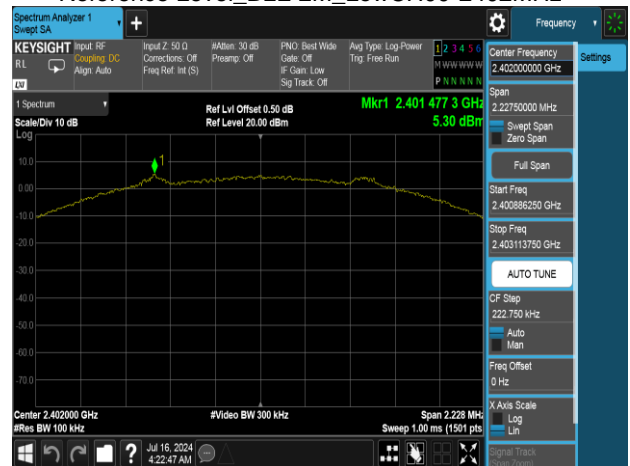 Spectrum Analyzer 1
Swept SA
Frequency
KEYSIGHT
RL
Align: Auto
Input: RF
Coupling: DC
Input Z: 50 Ω
Corrections: Off
Freq Ref: Int (S)
#Atten: 30 dB
Preamp: Off
PNO: Best Wide
Gate: Off
IF Gain: Low
Sig Track: Off
Avg Type: Log-Power
Trig: Free Run
1 2 3 4 5 6
M W W W W W
P N N N N N
LXI
1 Spectrum
Scale/Div 10 dB
Log
Ref Lvl Offset 0.50 dB
Ref Level 20.00 dBm
Mkr1 2.401 477 3 GHz
5.30 dBm
1
10.0
0.00
-10.0
-20.0
-30.0
-40.0
-50.0
-60.0
-70.0
Center 2.402000 GHz
#Res BW 100 kHz
#Video BW 300 kHz
Span 2.228 MHz
Sweep 1.00 ms (1501 pts
Jul 16, 2024
4:22:47 AM
Center Frequency
2.402000000 GHz
Settings
Span
2.22750000 MHz
Swept Span
Zero Span
Full Span
Start Freq
2.400886250 GHz
Stop Freq
2.403113750 GHz
AUTO TUNE
CF Step
222.750 kHz
Auto
Man
Freq Offset
0 Hz
X Axis Scale
Log
Lin
Signal Track
(Span Zoom)